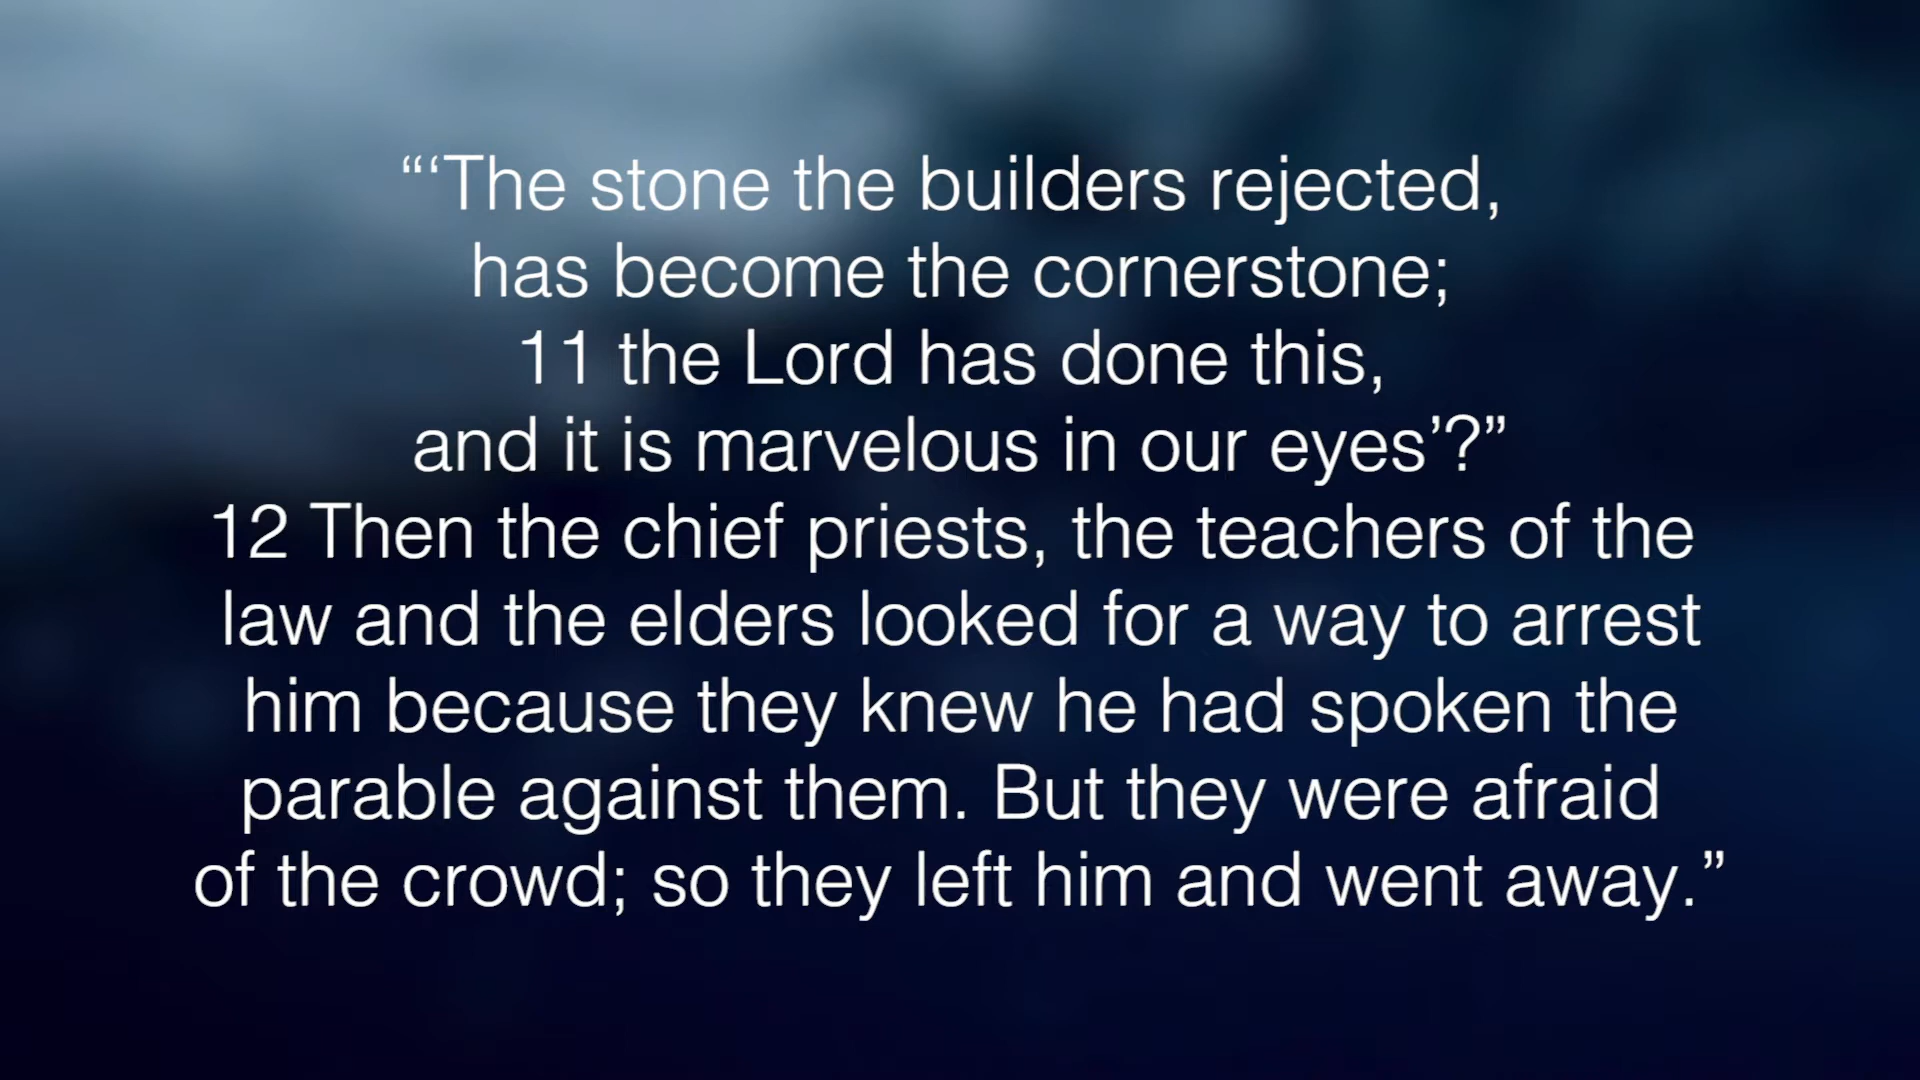 “‘The stone the builders rejected,
has become the cornerstone;
11 the Lord has done this,
and it is marvelous in our eyes’?”
12 Then the chief priests, the teachers of the
law and the elders looked for a way to arrest
him because they knew he had spoken the
parable against them. But they were afraid
of the crowd; so they left him and went away.”